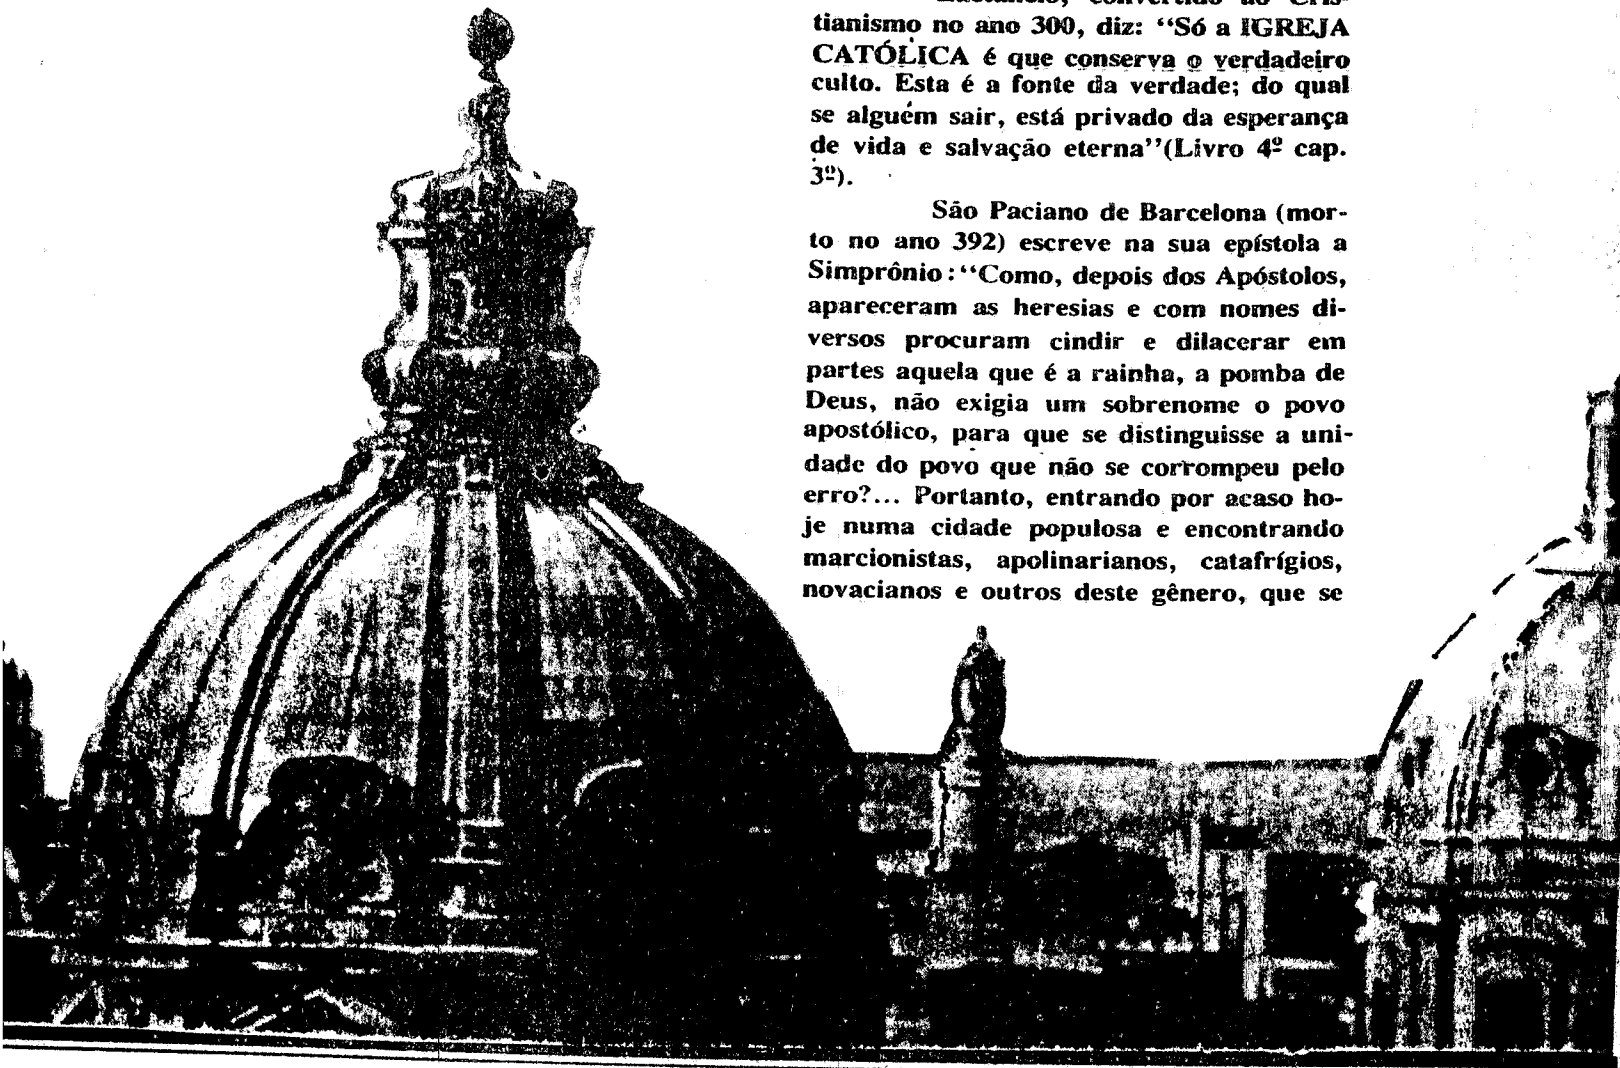 convertido ao Cris-
tianismo no ano 300, diz: “Só a IGREJA
CATÓLICA é que conserva o verdadeiro
culto. Esta é a fonte da verdade; do qual
se alguém sair, está privado da esperança
de vida e salvação eterna”(Livro 4º cap.
3º).
São Paciano de Barcelona (mor-
to no ano 392) escreve na sua epístola a
Simprônio: “Como, depois dos Apóstolos,
apareceram as heresias e com nomes di-
versos procuram cindir e dilacerar em
partes aquela que é a rainha, a pomba de
Deus, não exigia um sobrenome o povo
apostólico, para que se distinguisse a uni-
dade do povo que não se corrompeu pelo
erro?... Portanto, entrando por acaso ho-
je numa cidade populosa e encontrando
marcionistas, apolinarianos, catafrígios,
novacianos e outros deste gênero, que se